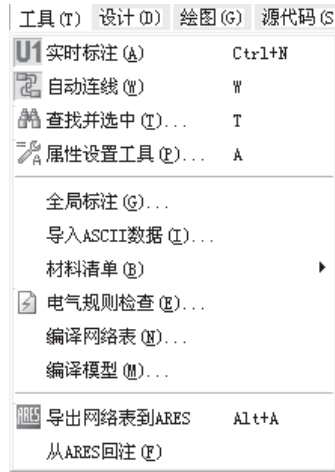 工具(T) 设计(D) 绘图(G) 源代码(S
U1 实时标注(A) Ctrl+N
自动连线(W) W
查找并选中(T)... T
属性设置工具(P)... A
全局标注(G)...
导入ASCII数据(I)...
材料清单(B)
电气规则检查(E)...
编译网络表(N)...
编译模型(M)...
ARES 导出网络表到ARES Alt+A
从ARES回注(F)